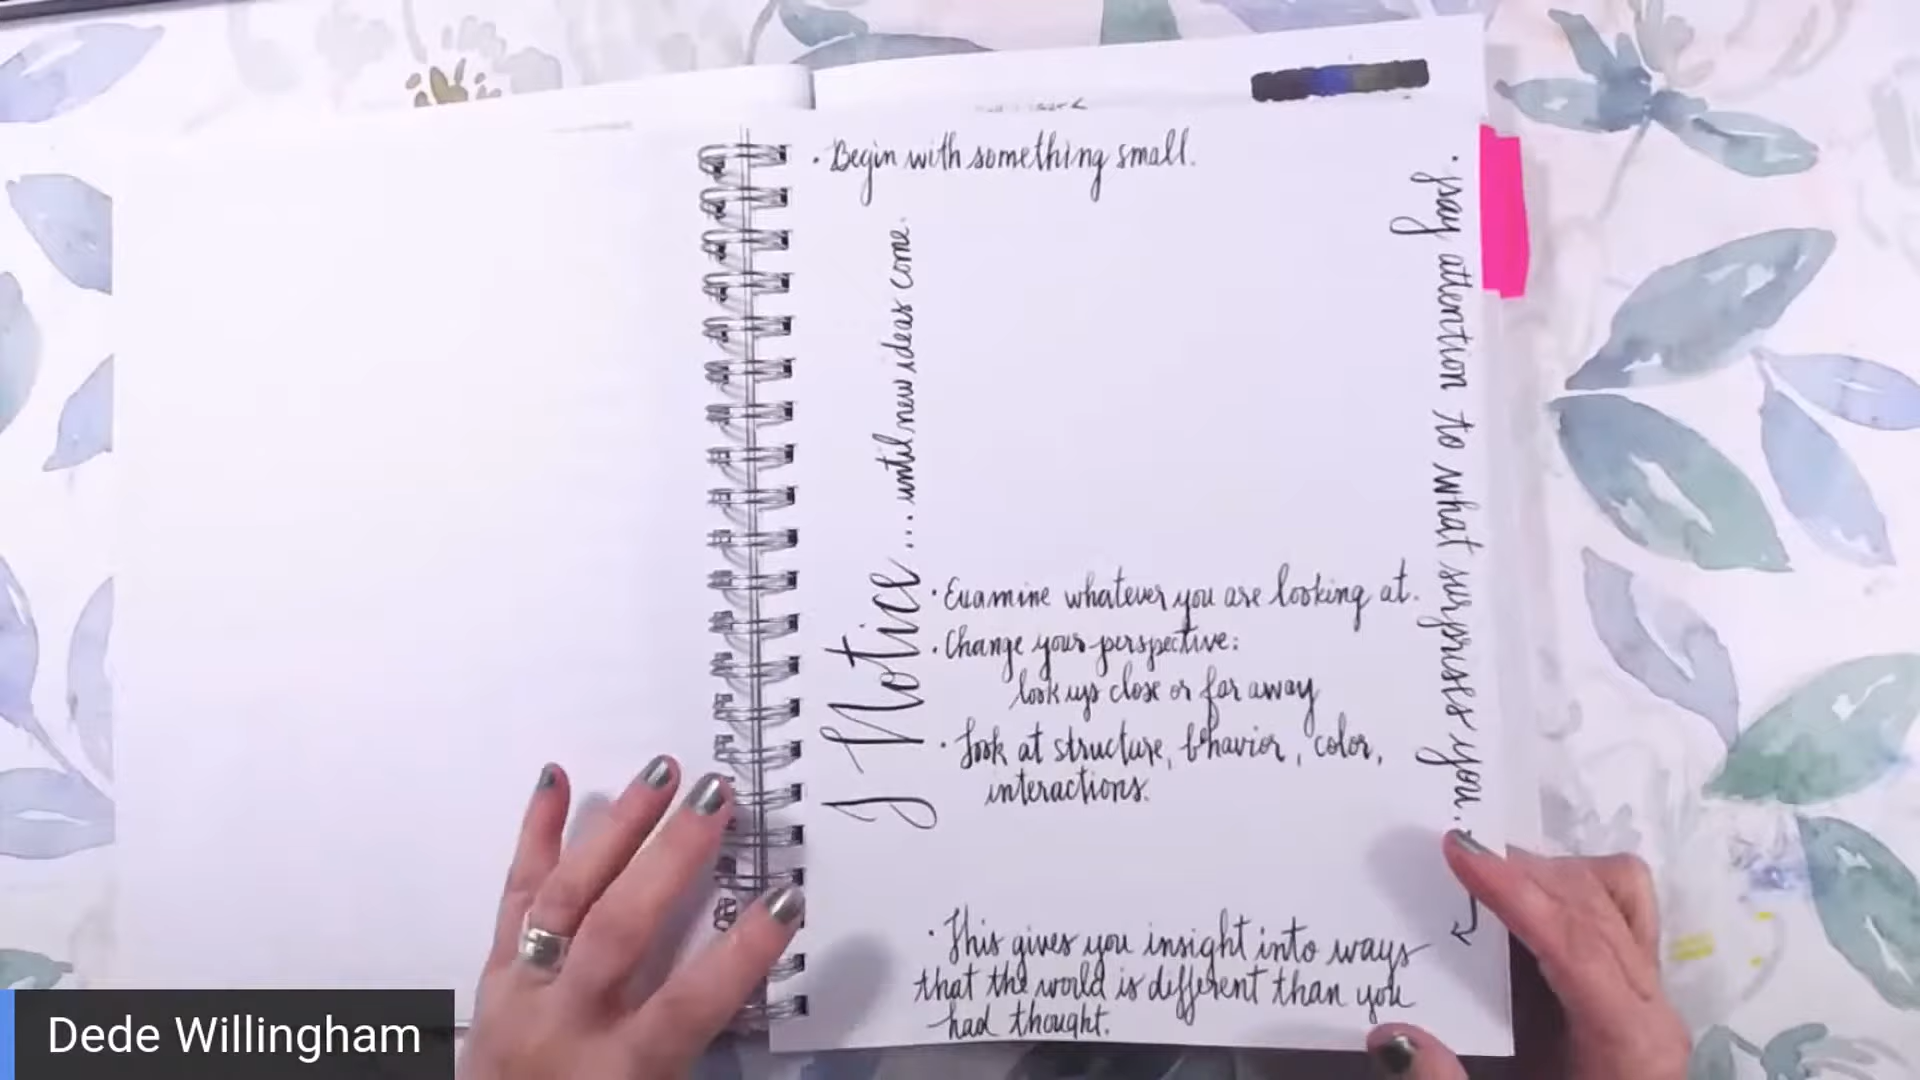 · Begin with something small.
I Notice ... until new ideas come.
· Examine whatever you are looking at.
· Change your perspective:
look up close or far away
· Look at structure, behavior, color,
interactions.
· pay attention to what surprises you.
· This gives you insight into ways
that the world is different than you
had thought.
Dede Willingham